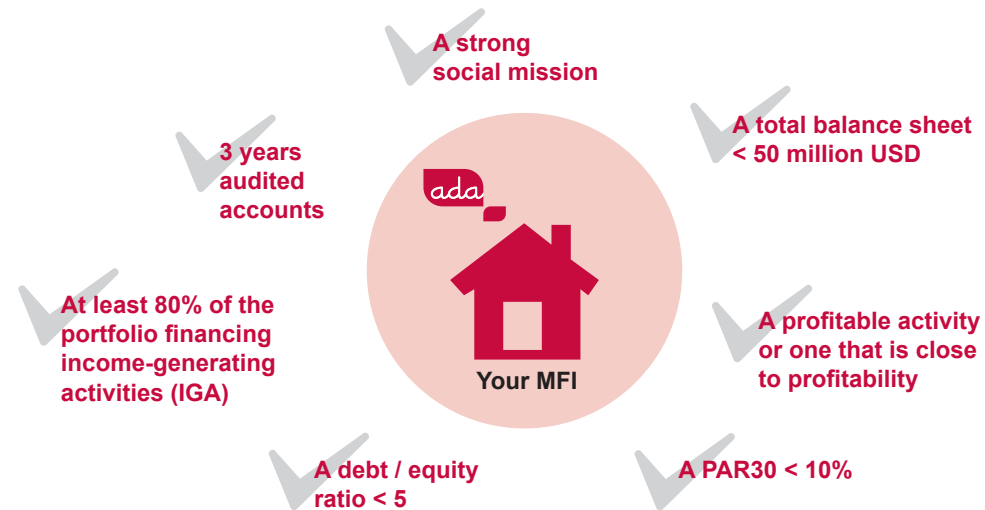 A strong
social mission
A total balance sheet
< 50 million USD
3 years
audited
accounts
ada
At least 80% of the
portfolio financing
income-generating
activities (IGA)
A profitable activity
or one that is close
to profitability
Your MFI
A debt / equity
ratio < 5
A PAR30 < 10%